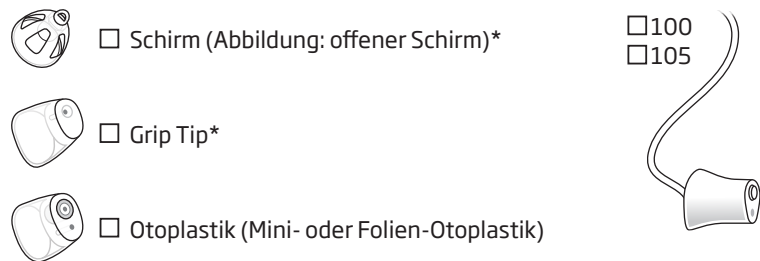 ☐ Schirm (Abbildung: offener Schirm)*
☐ Grip Tip*
☐ Otoplastik (Mini- oder Folien-Otoplastik)
☐ 100
☐ 105